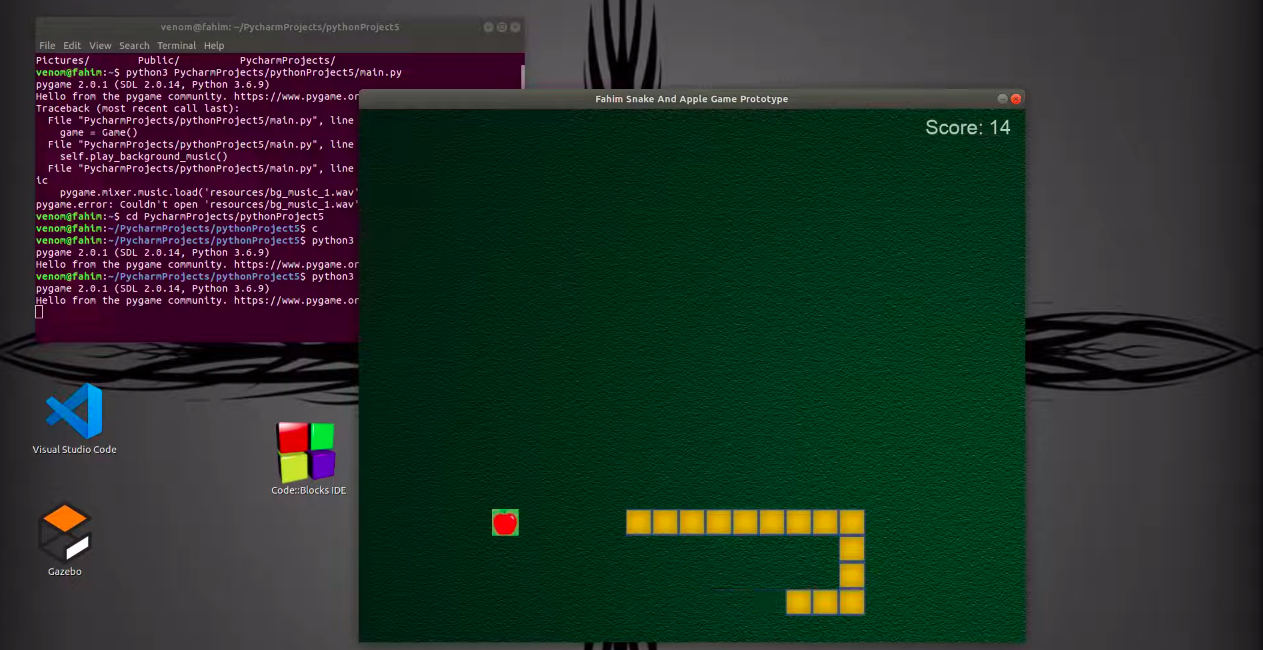 venom@fahim: ~/PycharmProjects/pythonProject5
File Edit View Search Terminal Help
Pictures/ Public/ PycharmProjects/
venom@fahim:~$ python3 PycharmProjects/pythonProject5/main.py
pygame 2.0.1 (SDL 2.0.14, Python 3.6.9)
Hello from the pygame community. https://www.pygame.or
Traceback (most recent call last):
File "PycharmProjects/pythonProject5/main.py", line
game = Game()
File "PycharmProjects/pythonProject5/main.py", line
self.play_background_music()
File "PycharmProjects/pythonProject5/main.py", line
ic
pygame.mixer.music.load('resources/bg_music_1.wav'
pygame.error: Couldn't open 'resources/bg_music_1.wav'
venom@fahim:~$ cd PycharmProjects/pythonProject5
venom@fahim:~/PycharmProjects/pythonProject5$ c
venom@fahim:~/PycharmProjects/pythonProject5$ python3
pygame 2.0.1 (SDL 2.0.14, Python 3.6.9)
Hello from the pygame community. https://www.pygame.or
venom@fahim:~/PycharmProjects/pythonProject5$ python3
pygame 2.0.1 (SDL 2.0.14, Python 3.6.9)
Hello from the pygame community. https://www.pygame.or
Fahim Snake And Apple Game Prototype
Score: 14
Visual Studio Code
Code::Blocks IDE
Gazebo